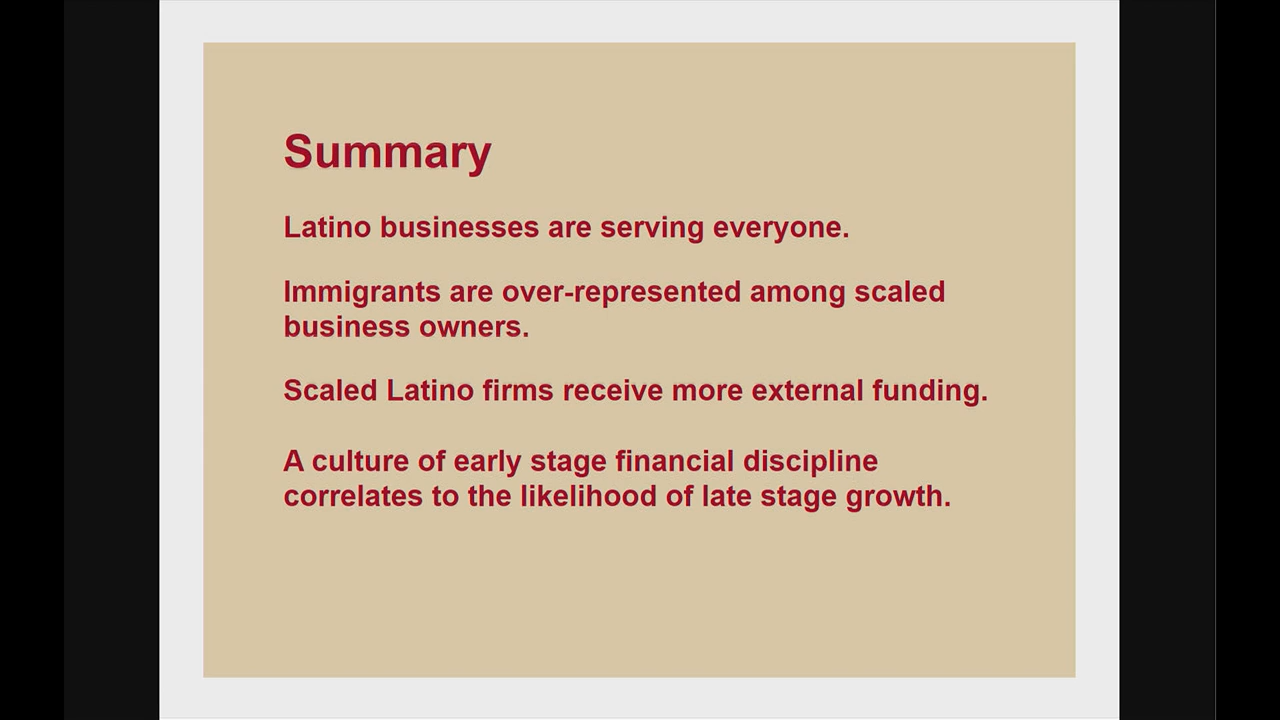 Summary
Latino businesses are serving everyone.
Immigrants are over-represented among scaled
business owners.
Scaled Latino firms receive more external funding.
A culture of early stage financial discipline
correlates to the likelihood of late stage growth.